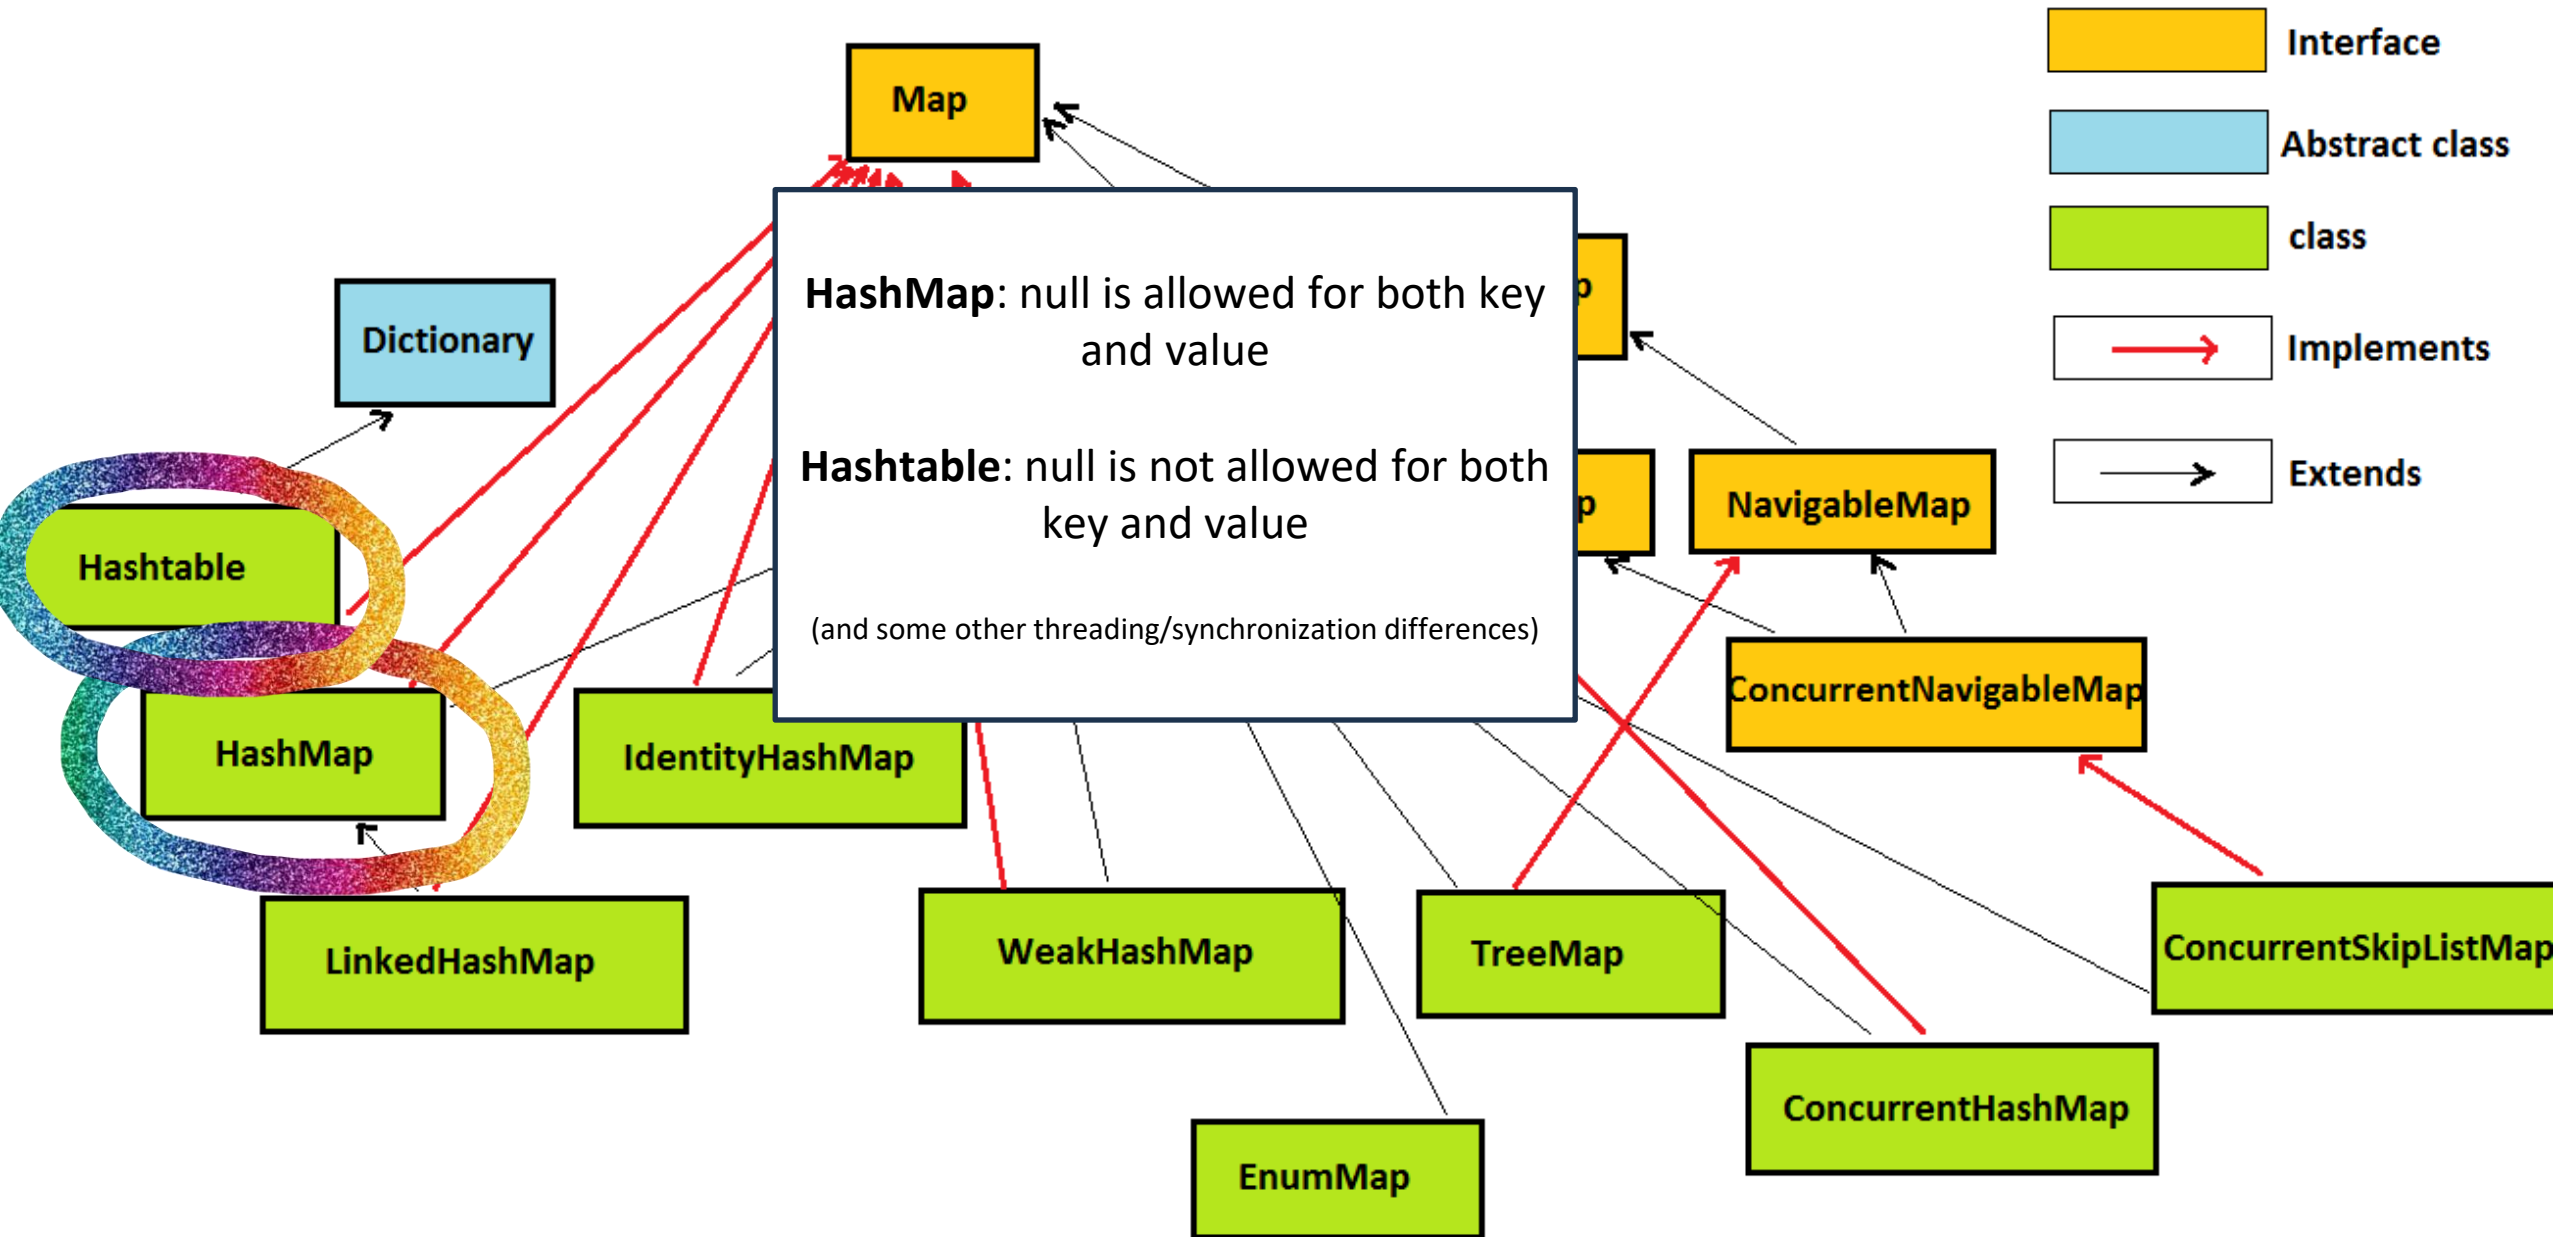 Map
Interface
Abstract class
class
Implements
Extends
Dictionary
HashMap: null is allowed for both key
and value
Hashtable: null is not allowed for both
key and value
(and some other threading/synchronization differences)
p
p
NavigableMap
Hashtable
ConcurrentNavigableMap
HashMap
IdentityHashMap
LinkedHashMap
WeakHashMap
TreeMap
ConcurrentSkipListMap
ConcurrentHashMap
EnumMap